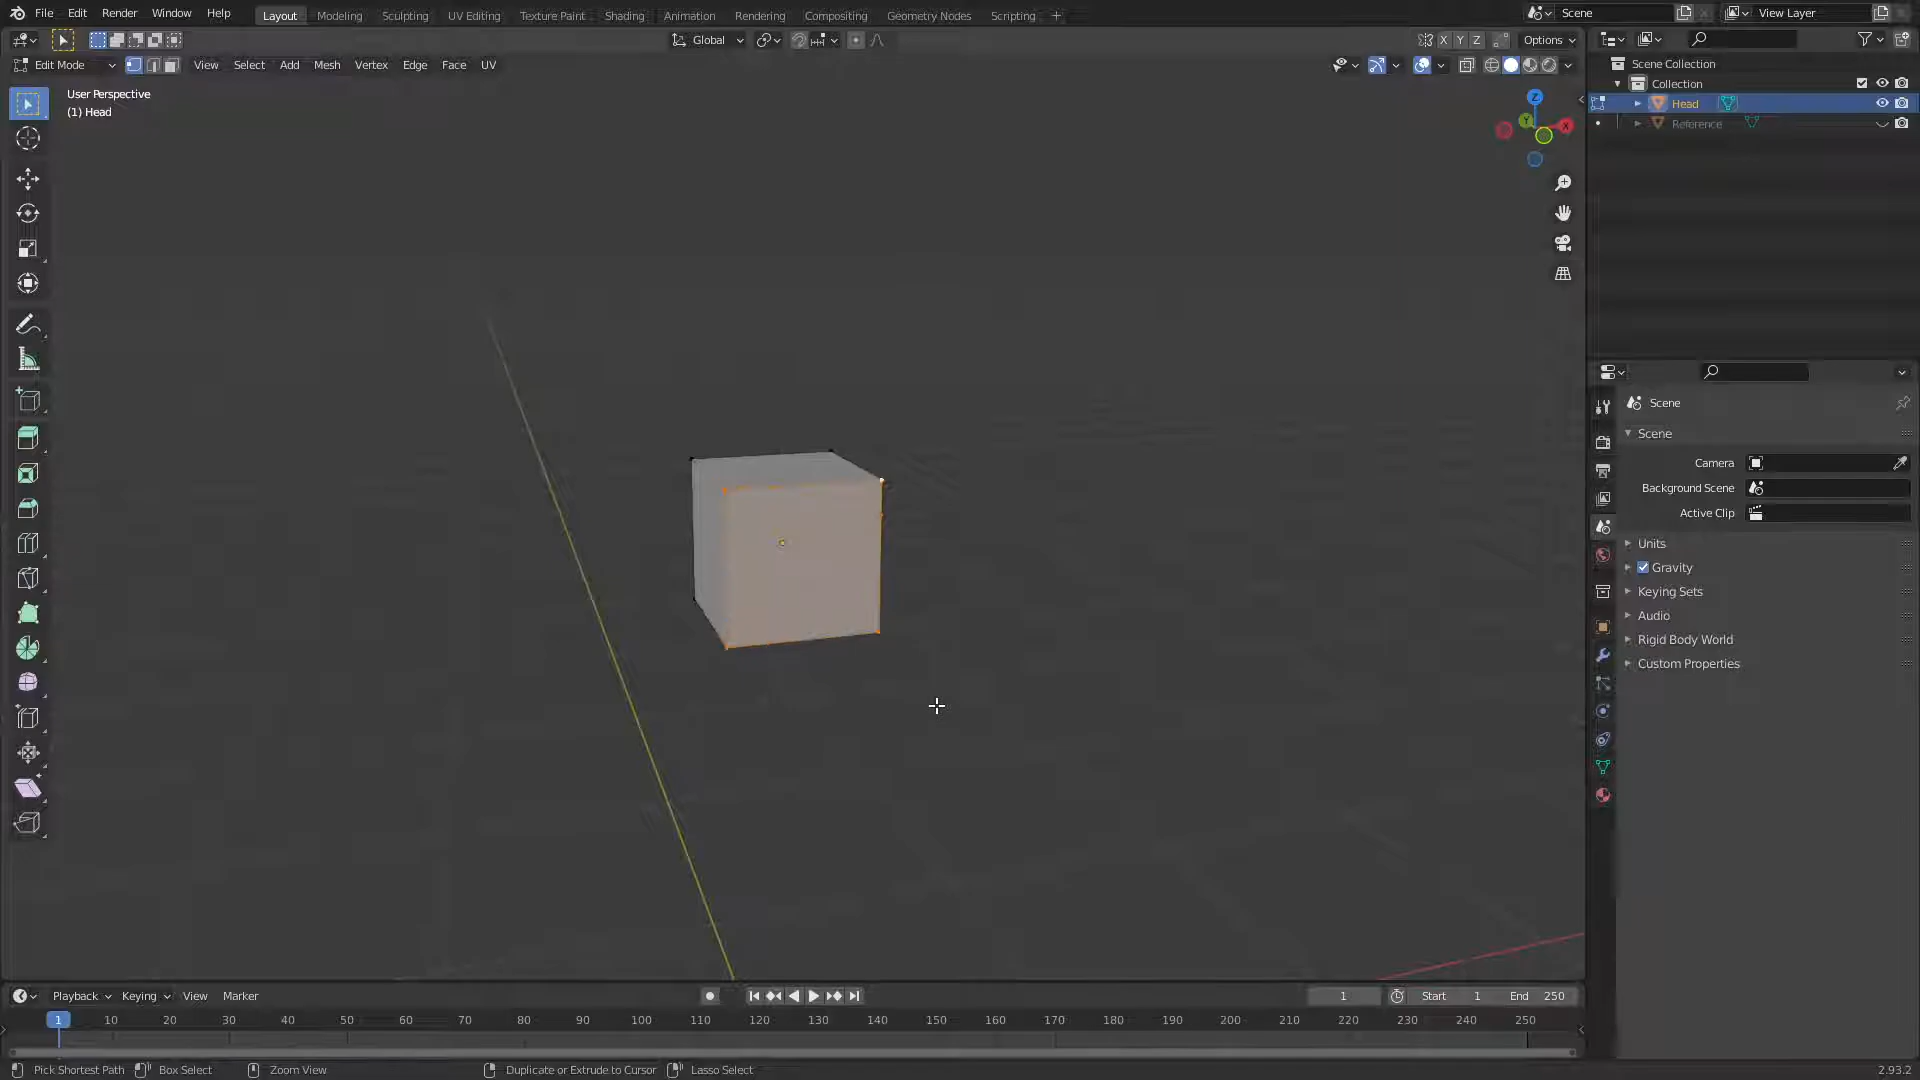 File Edit Render Window Help Layout Modeling Sculpting UV Editing Texture Paint Shading Animation Rendering Compositing Geometry Nodes Scripting + Scene View Layer
Global X Y Z Options
Edit Mode View Select Add Mesh Vertex Edge Face UV
User Perspective
(1) Head
Z
Y
X
Scene Collection
Collection
Head
Reference
Scene
Scene
Camera
Background Scene
Active Clip
Units
Gravity
Keying Sets
Audio
Rigid Body World
Custom Properties
Playback Keying View Marker 1 Start 1 End 250
1 10 20 30 40 50 60 70 80 90 100 110 120 130 140 150 160 170 180 190 200 210 220 230 240 250
Pick Shortest Path Box Select Zoom View Duplicate or Extrude to Cursor Lasso Select 2.93.2